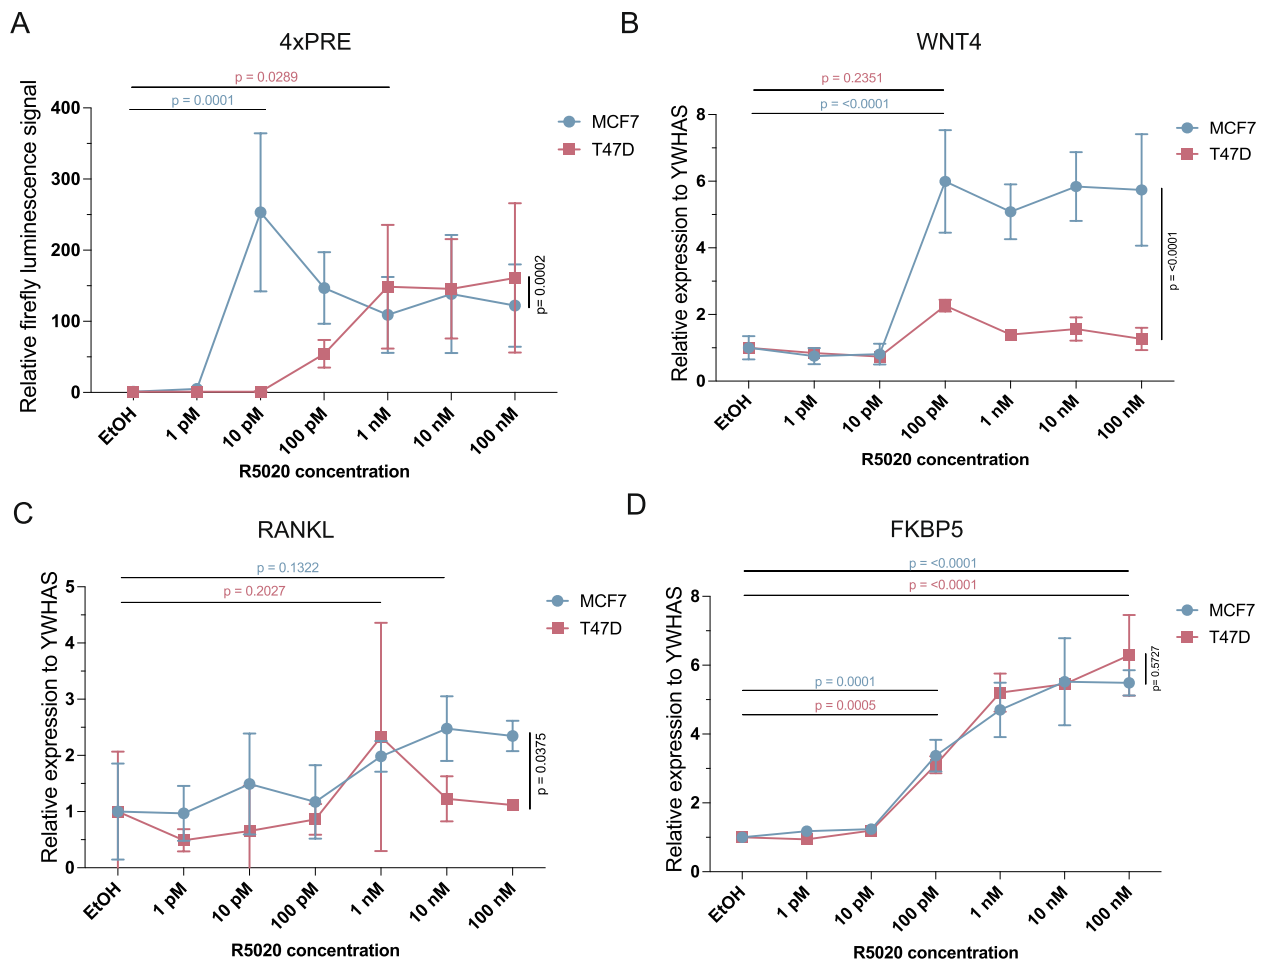 A
4xPRE
p = 0.0289
p = 0.0001
Relative firefly luminescence signal
400
300
200
100
0
EtOH
1 pM
10 pM
100 pM
1 nM
10 nM
100 nM
R5020 concentration
MCF7
T47D
p= 0.0002
B
WNT4
p = 0.2351
p = <0.0001
Relative expression to YWHAS
8
6
4
2
0
EtOH
1 pM
10 pM
100 pM
1 nM
10 nM
100 nM
R5020 concentration
MCF7
T47D
p = <0.0001
C
RANKL
p = 0.1322
p = 0.2027
Relative expression to YWHAS
5
4
3
2
1
0
EtOH
1 pM
10 pM
100 pM
1 nM
10 nM
100 nM
R5020 concentration
MCF7
T47D
p = 0.0375
D
FKBP5
p = <0.0001
p = <0.0001
p = 0.0001
p = 0.0005
Relative expression to YWHAS
8
6
4
2
0
EtOH
1 pM
10 pM
100 pM
1 nM
10 nM
100 nM
R5020 concentration
MCF7
T47D
p= 0.5727